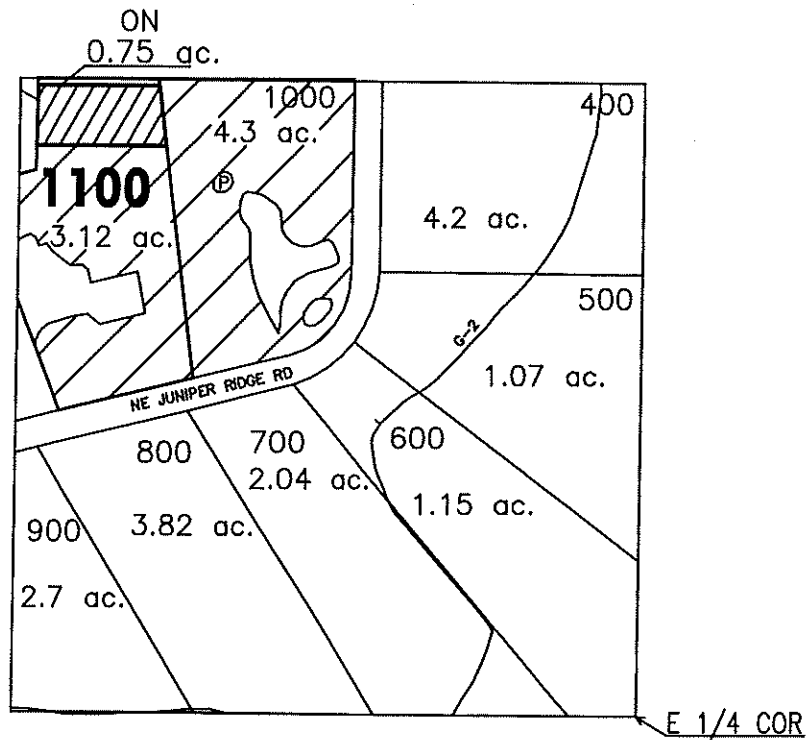 ON
0.75 ac.
1000
4.3 ac.
400
P
1100
3.12 ac.
4.2 ac.
500
G-2
1.07 ac.
NE JUNIPER RIDGE RD
800
700
600
2.04 ac.
1.15 ac.
3.82 ac.
900
2.7 ac.
E 1/4 COR